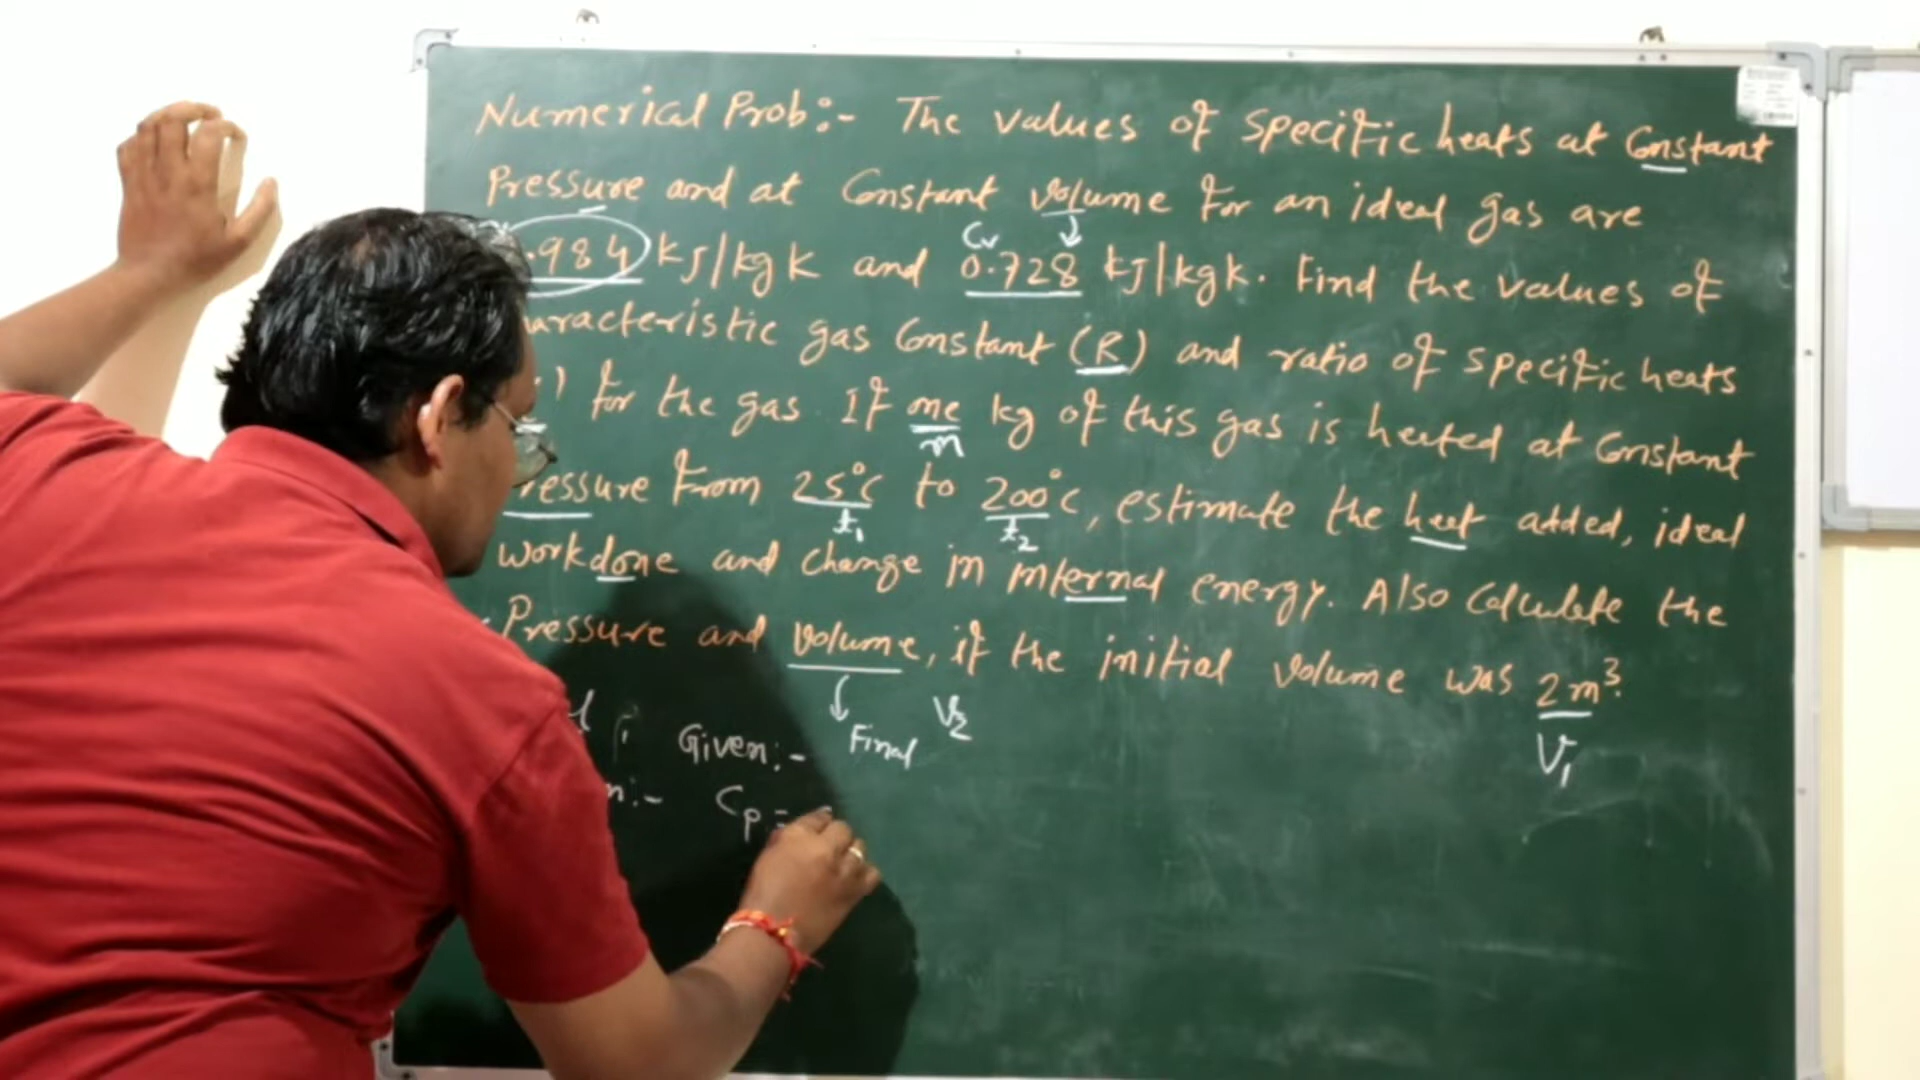 Numerical Prob:- The values of specific heats at Constant
Pressure and at Constant volume for an ideal gas are
.984 kJ/kgk and 0.728 kJ/kgk. Find the values of
Cv
aracteristic gas Constant (R) and ratio of specific heats
) for the gas. If one kg of this gas is heated at Constant
m
ressure from 25°C to 200°C, estimate the heat added, ideal
t1 t2
workdone and change in internal energy. Also Calculate the
Pressure and volume, if the initial volume was 2m³.
Final V2 V1
Given:-
n:- Cp=